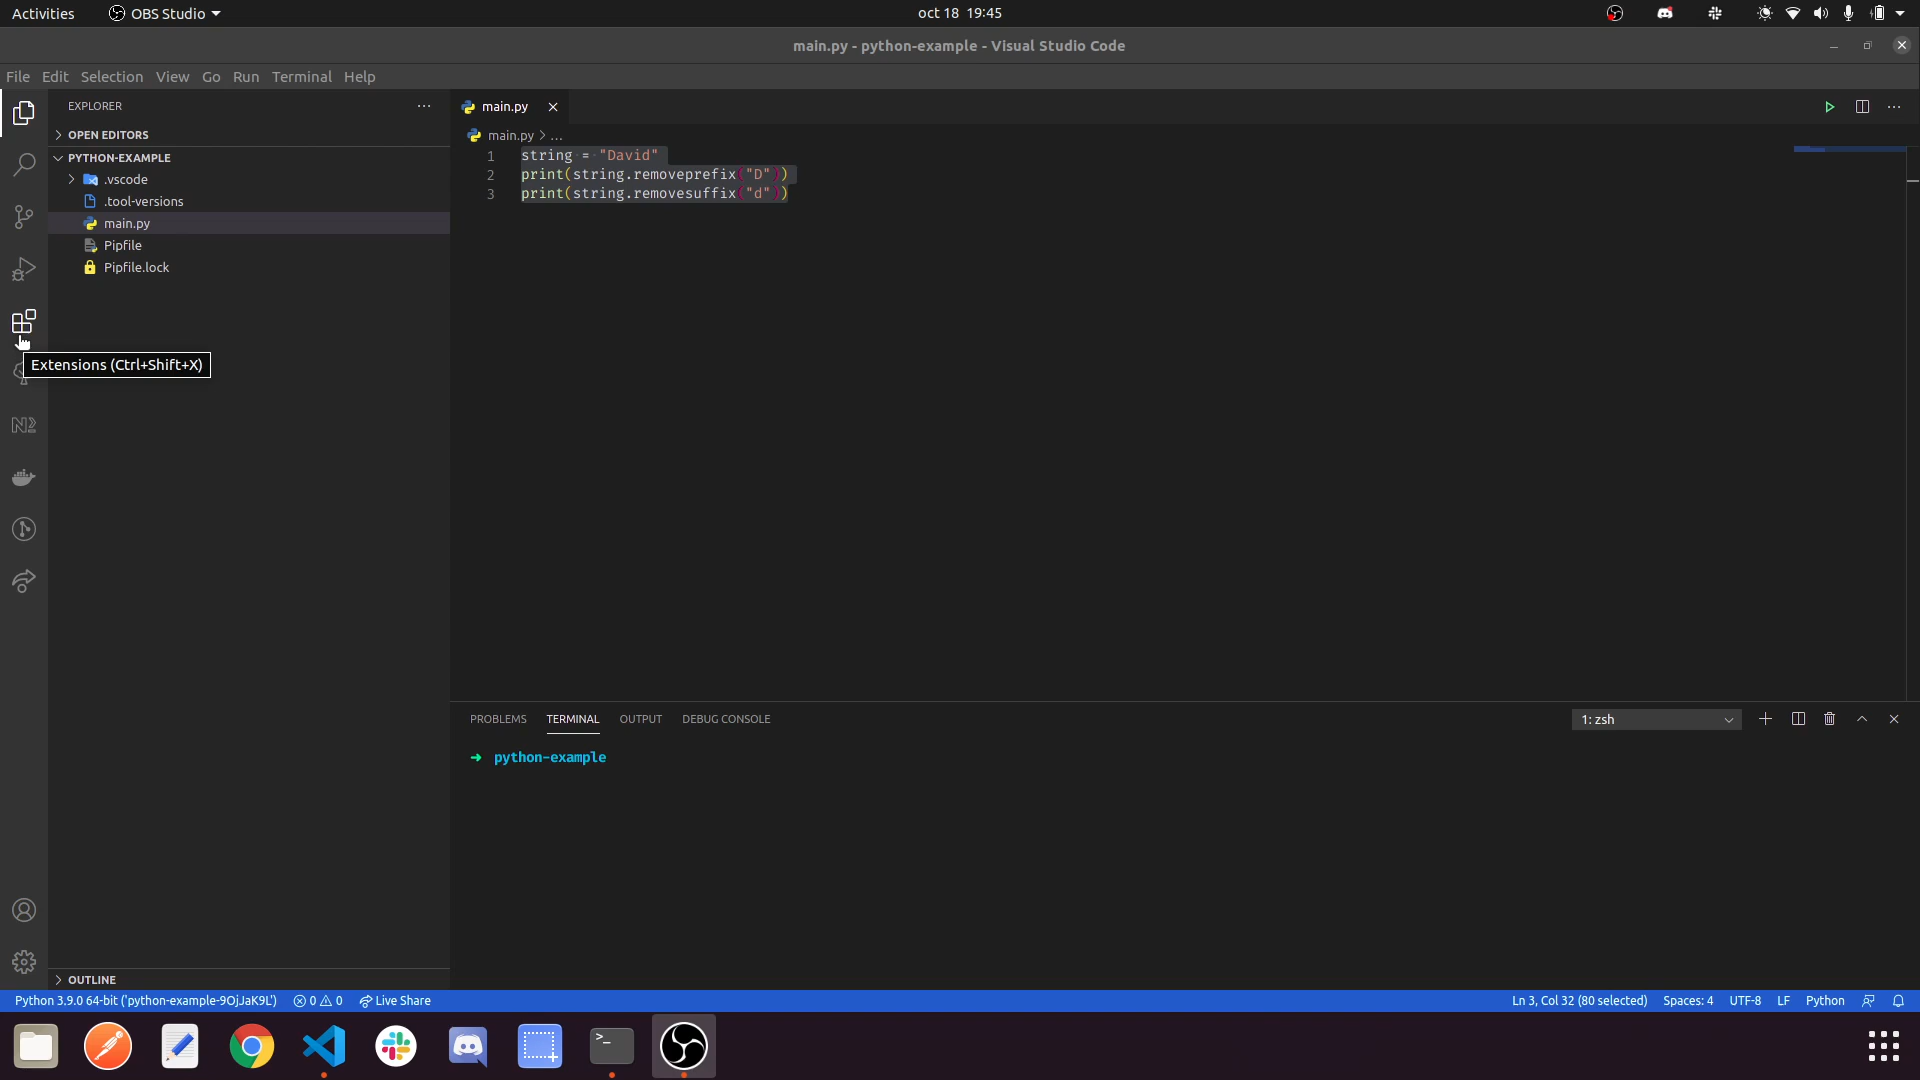 Activities OBS Studio oct 18 19:45
main.py - python-example - Visual Studio Code
File Edit Selection View Go Run Terminal Help
EXPLORER ···
OPEN EDITORS
PYTHON-EXAMPLE
.vscode
.tool-versions
main.py
Pipfile
Pipfile.lock
Extensions (Ctrl+Shift+X)
N2
OUTLINE
main.py
main.py > ...
1 string = "David"
2 print(string.removeprefix("D"))
3 print(string.removesuffix("d"))
PROBLEMS TERMINAL OUTPUT DEBUG CONSOLE 1: zsh
➜ python-example
Python 3.9.0 64-bit ('python-example-9OjJaK9L') 0 0 Live Share Ln 3, Col 32 (80 selected) Spaces: 4 UTF-8 LF Python
>_